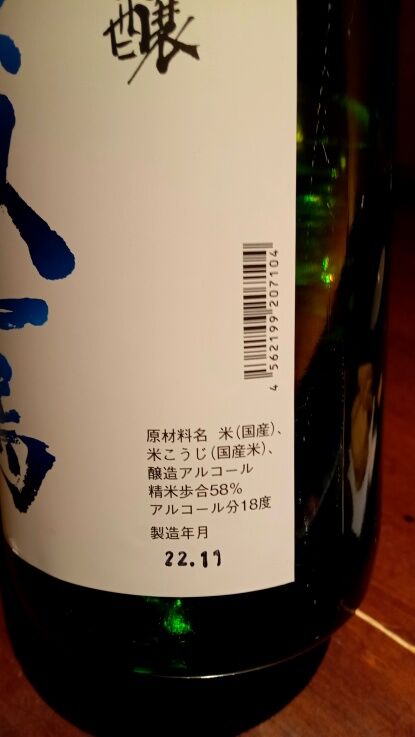 醸
4 562199 207104
原材料名 米(国産)、
米こうじ(国産米)、
醸造アルコール
精米歩合58%
アルコール分18度
製造年月
22.11